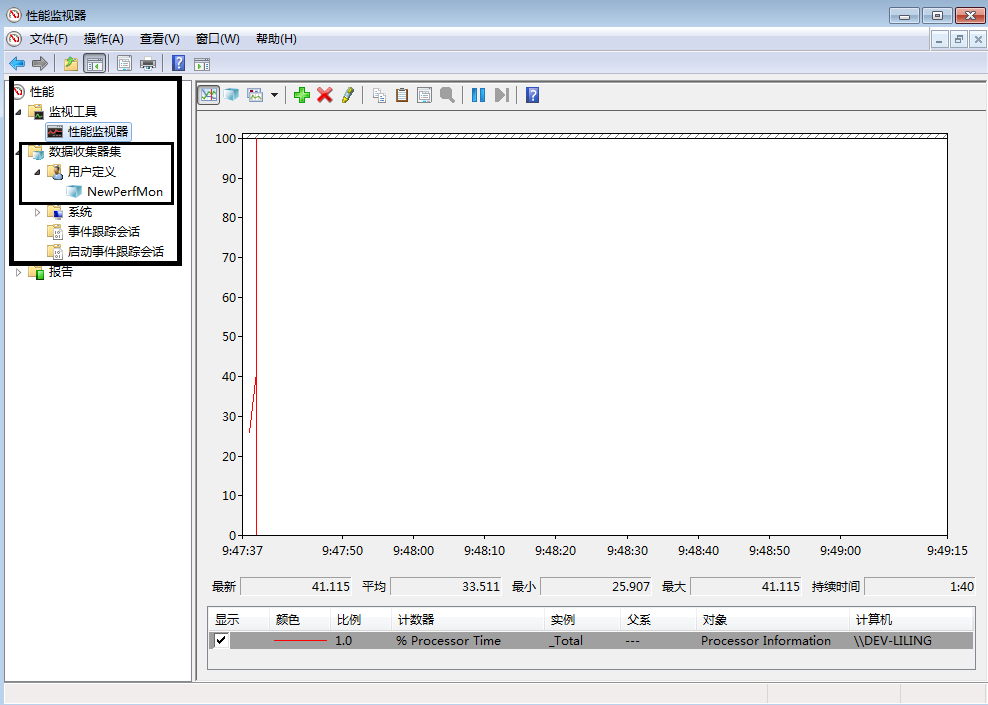 性能监视器
文件(F) 操作(A) 查看(V) 窗口(W) 帮助(H)
性能
监视工具
性能监视器
数据收集器集
用户定义
NewPerfMon
系统
事件跟踪会话
启动事件跟踪会话
报告
100
90
80
70
60
50
40
30
20
10
0
9:47:37 9:47:50 9:48:00 9:48:10 9:48:20 9:48:30 9:48:40 9:48:50 9:49:00 9:49:15
最新 41.115 平均 33.511 最小 25.907 最大 41.115 持续时间 1:40
显示 颜色 比例 计数器 实例 父系 对象 计算机
1.0 % Processor Time _Total --- Processor Information \\DEV-LILING